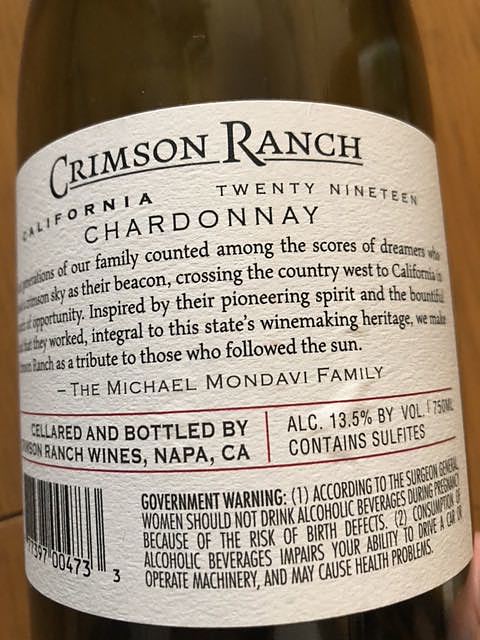 CRIMSON RANCH
CALIFORNIA TWENTY NINETEEN
CHARDONNAY
generations of our family counted among the scores of dreamers who
crimson sky as their beacon, crossing the country west to California in
of opportunity. Inspired by their pioneering spirit and the bountiful
that they worked, integral to this state's winemaking heritage, we make
Ranch as a tribute to those who followed the sun.
– THE MICHAEL MONDAVI FAMILY
CELLARED AND BOTTLED BY
CRIMSON RANCH WINES, NAPA, CA
ALC. 13.5% BY VOL. 750ML
CONTAINS SULFITES
GOVERNMENT WARNING: (1) ACCORDING TO THE SURGEON GENERAL,
WOMEN SHOULD NOT DRINK ALCOHOLIC BEVERAGES DURING PREGNANCY
BECAUSE OF THE RISK OF BIRTH DEFECTS. (2) CONSUMPTION OF
ALCOHOLIC BEVERAGES IMPAIRS YOUR ABILITY TO DRIVE A CAR OR
OPERATE MACHINERY, AND MAY CAUSE HEALTH PROBLEMS.
97397 00473 3